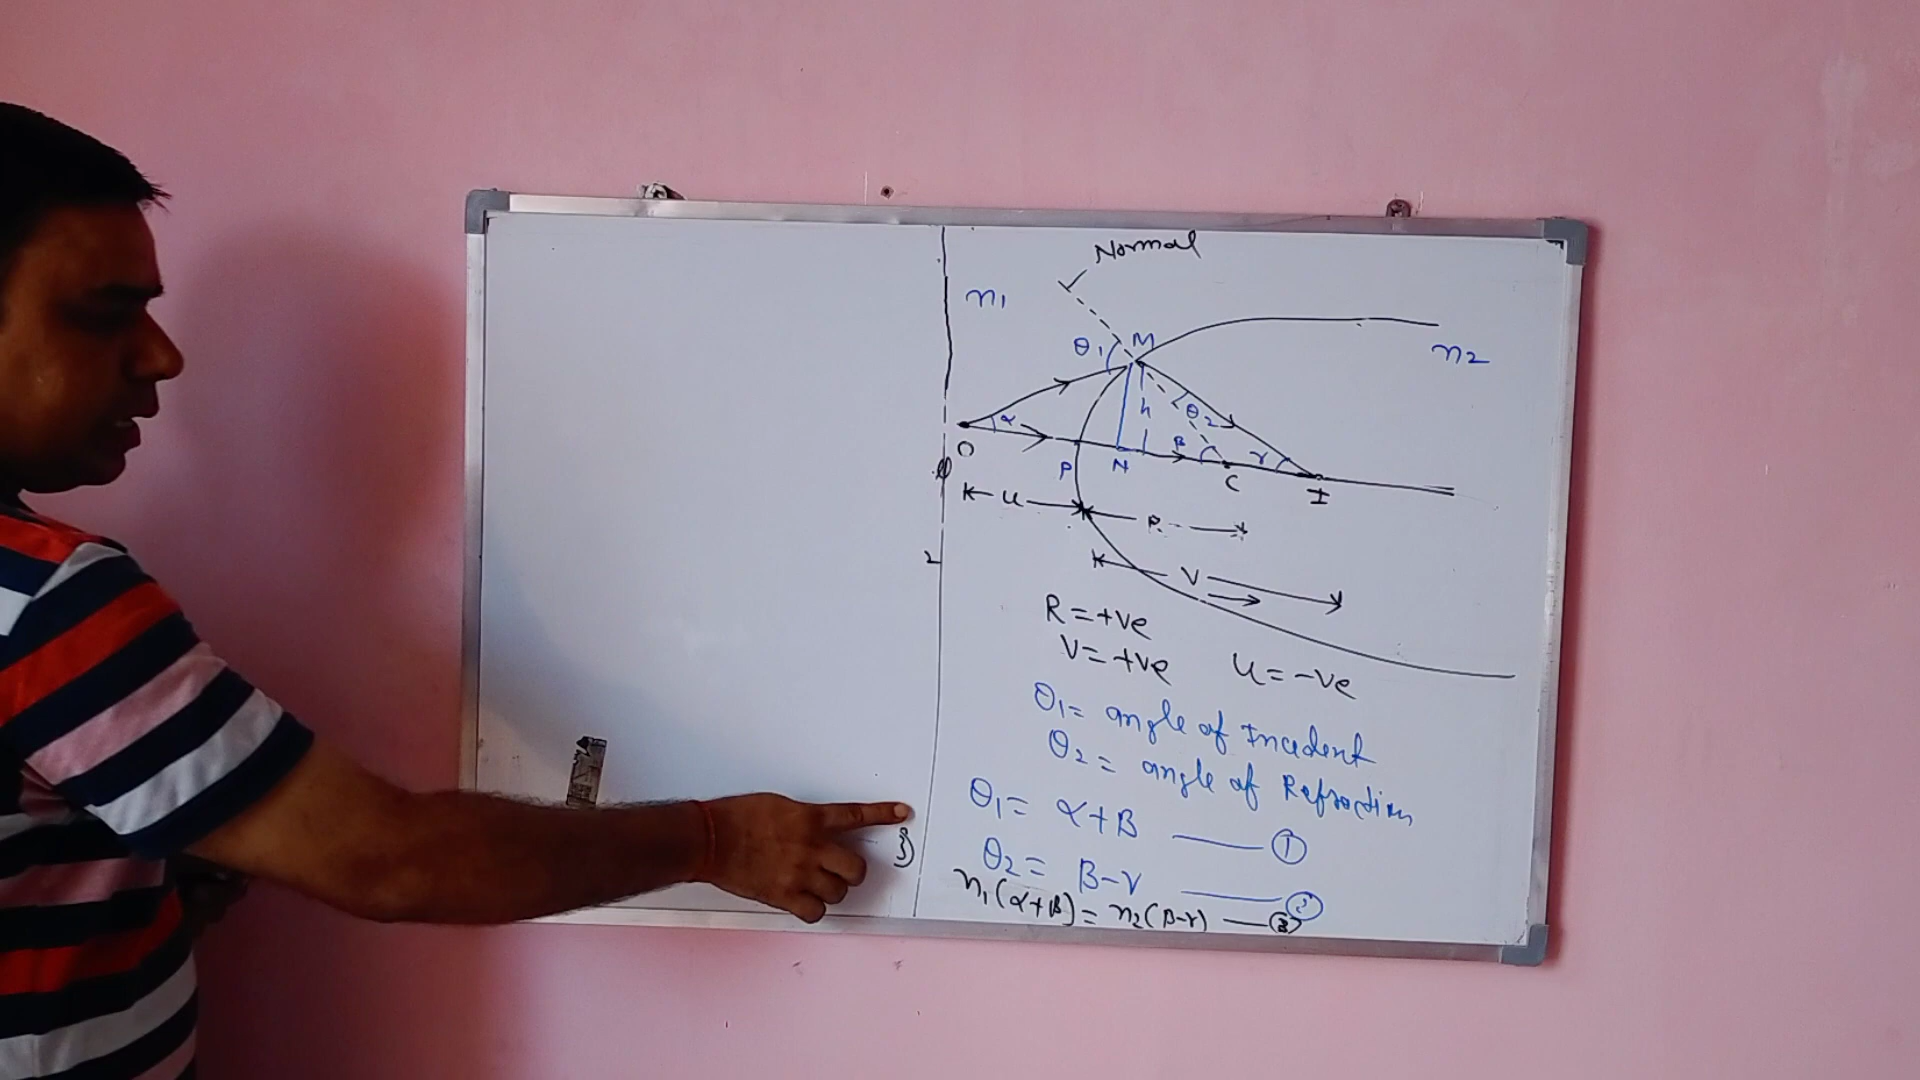 Normal
n1
θ1 M
n2
h θ2
α
β γ
O P N C I
u R
V
2
R = +ve
V = +ve u = -ve
θ1 = angle of Incident
θ2 = angle of Refraction
θ1 = α+β ①
θ2 = β-γ ②
n1(α+β) = n2(β-γ) ③